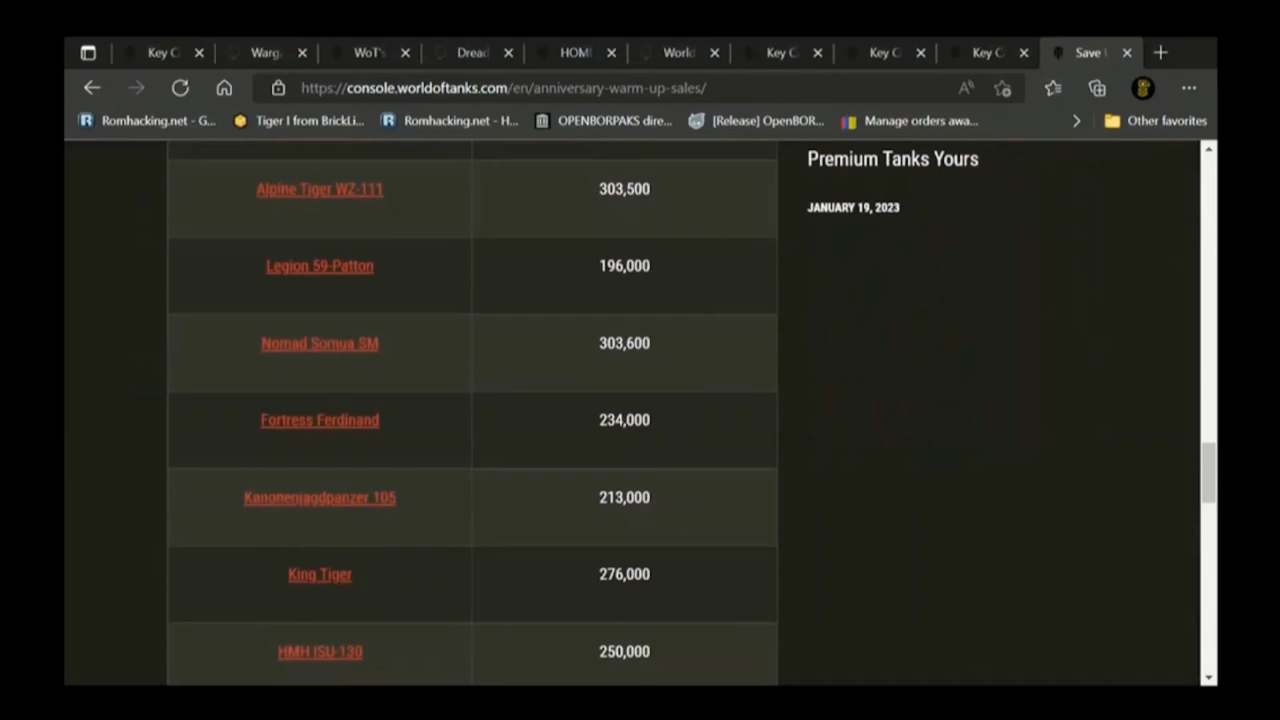 Key C
Warg
WoT's
Dread
HOMI
World
Key C
Key C
Key C
Save
https://console.worldoftanks.com/en/anniversary-warm-up-sales/
Romhacking.net - G...
Tiger I from BrickLi...
Romhacking.net - H...
OPENBORPAKS dire...
[Release] OpenBOR...
Manage orders awa...
Other favorites
Premium Tanks Yours
JANUARY 19, 2023
Alpine Tiger WZ-111 303,500
Legion 59-Patton 196,000
Nomad Somua SM 303,600
Fortress Ferdinand 234,000
Kanonenjagdpanzer 105 213,000
King Tiger 276,000
HMH ISU-130 250,000